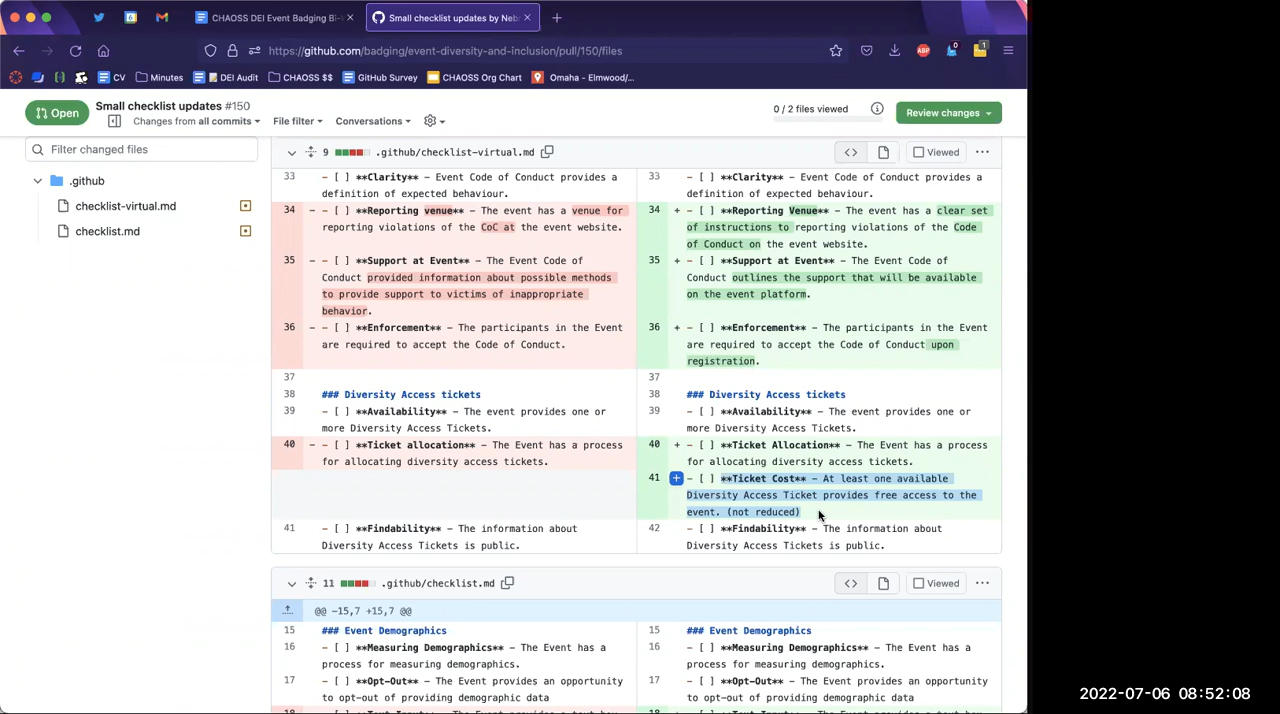 CHAOSS DEI Event Badging Bi-W
Small checklist updates by Neb
https://github.com/badging/event-diversity-and-inclusion/pull/150/files
ABP
0
1
CV
Minutes
DEI Audit
CHAOSS $$
GitHub Survey
CHAOSS Org Chart
Omaha - Elmwood/...
Open
Small checklist updates #150
Changes from all commits
File filter
Conversations
0 / 2 files viewed
Review changes
Filter changed files
.github
checklist-virtual.md
checklist.md
9 .github/checklist-virtual.md
Viewed
33 - [ ] **Clarity** – Event Code of Conduct provides a
definition of expected behaviour.
34 - - [ ] **Reporting venue** – The event has a venue for
reporting violations of the CoC at the event website.
35 - - [ ] **Support at Event** – The Event Code of
Conduct provided information about possible methods
to provide support to victims of inappropriate
behavior.
36 - - [ ] **Enforcement** – The participants in the Event
are required to accept the Code of Conduct.
37
38 ### Diversity Access tickets
39 - [ ] **Availability** – The event provides one or
more Diversity Access Tickets.
40 - - [ ] **Ticket allocation** – The Event has a process
for allocating diversity access tickets.
41 - [ ] **Findability** – The information about
Diversity Access Tickets is public.
33 - [ ] **Clarity** – Event Code of Conduct provides a
definition of expected behaviour.
34 + - [ ] **Reporting Venue** – The event has a clear set
of instructions to reporting violations of the Code
of Conduct on the event website.
35 + - [ ] **Support at Event** – The Event Code of
Conduct outlines the support that will be available
on the event platform.
36 + - [ ] **Enforcement** – The participants in the Event
are required to accept the Code of Conduct upon
registration.
37
38 ### Diversity Access tickets
39 - [ ] **Availability** – The event provides one or
more Diversity Access Tickets.
40 + - [ ] **Ticket Allocation** – The Event has a process
for allocating diversity access tickets.
41 + - [ ] **Ticket Cost** – At least one available
Diversity Access Ticket provides free access to the
event. (not reduced)
42 - [ ] **Findability** – The information about
Diversity Access Tickets is public.
11 .github/checklist.md
Viewed
@@ -15,7 +15,7 @@
15 ### Event Demographics
16 - [ ] **Measuring Demographics** – The Event has a
process for measuring demographics.
17 - [ ] **Opt-Out** – The Event provides an opportunity
to opt-out of providing demographic data
15 ### Event Demographics
16 - [ ] **Measuring Demographics** – The Event has a
process for measuring demographics.
17 - [ ] **Opt-Out** – The Event provides an opportunity
to opt-out of providing demographic data
2022-07-06 08:52:08